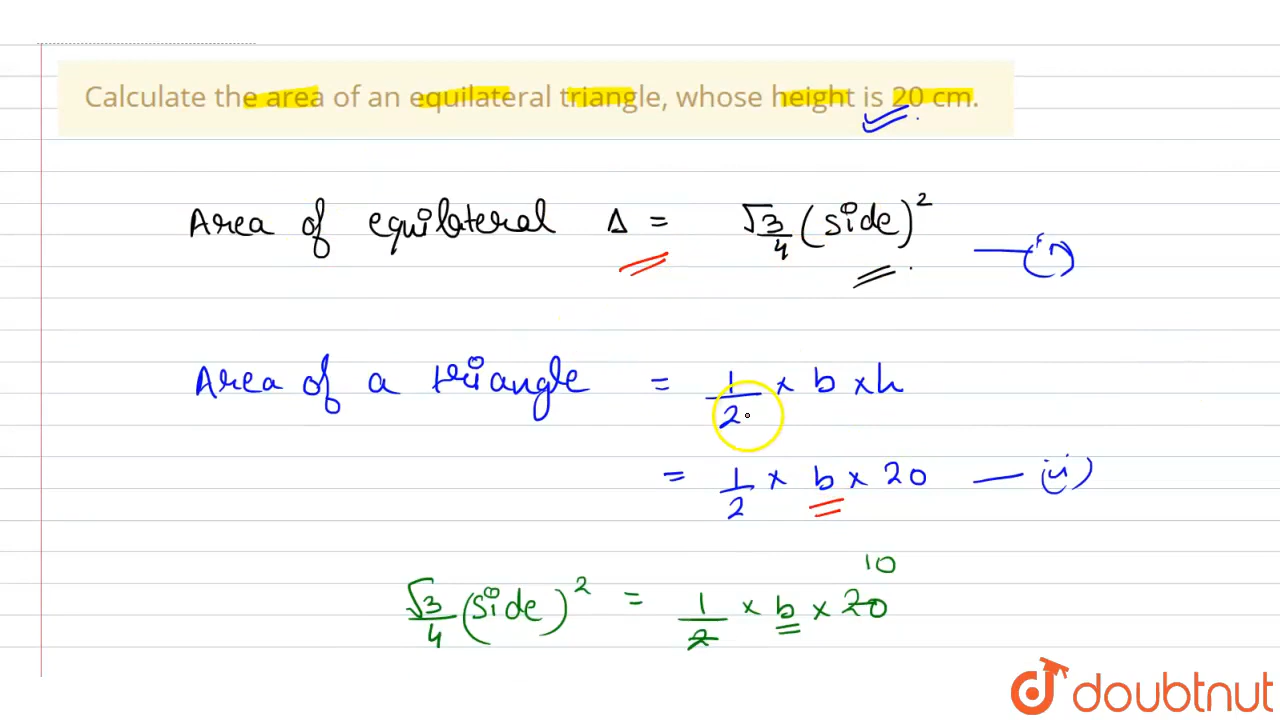 Calculate the area of an equilateral triangle, whose height is 20 cm.
Area of equilateral Δ = √3/4 (side)² — (i)
Area of a triangle = 1/2 × b × h
= 1/2 × b × 20 — (ii)
10
√3/4 (side)² = 1/2 × b × 20
doubtnut